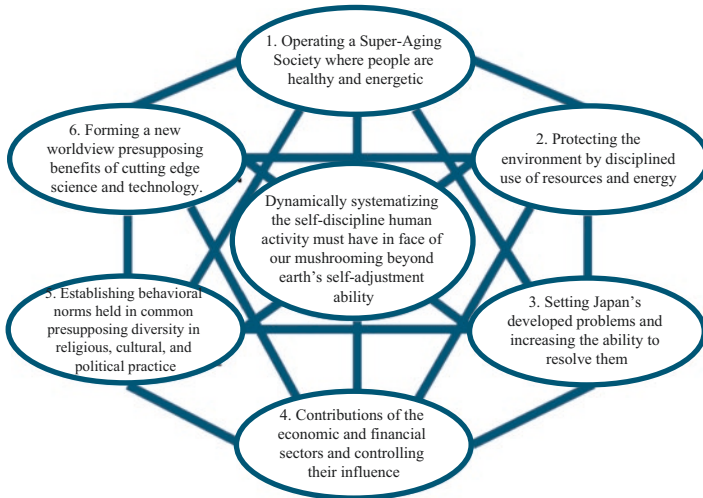 1. Operating a Super-Aging
Society where people are
healthy and energetic
6. Forming a new
worldview presupposing
benefits of cutting edge
science and technology.
2. Protecting the
environment by disciplined
use of resources and energy
Dynamically systematizing
the self-discipline human
activity must have in face of
our mushrooming beyond
earth’s self-adjustment
ability
5. Establishing behavioral
norms held in common
presupposing diversity in
religious, cultural, and
political practice
3. Setting Japan’s
developed problems and
increasing the ability to
resolve them
4. Contributions of the
economic and financial
sectors and controlling
their influence